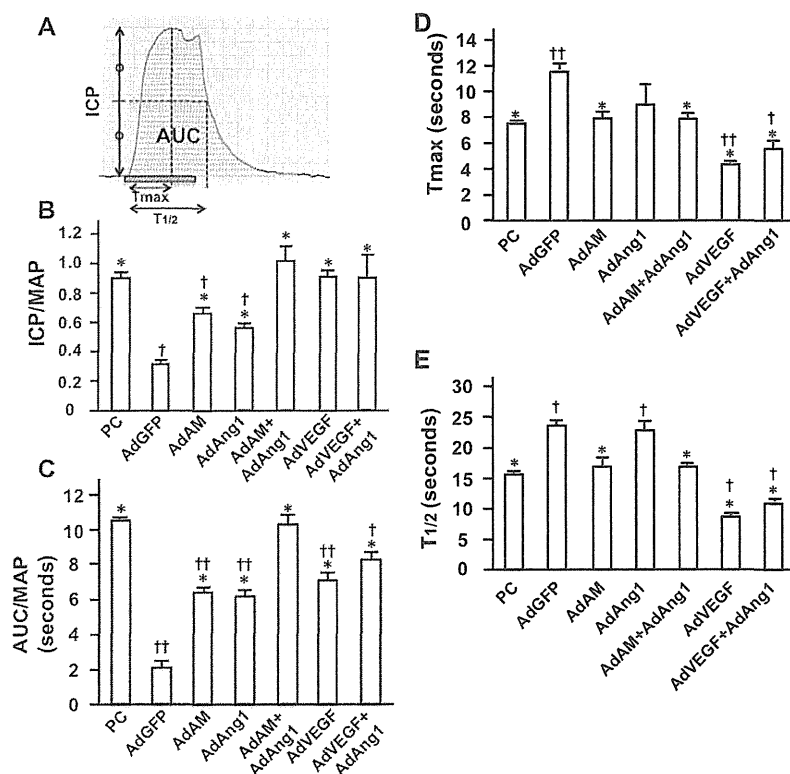 A
ICP
AUC
Tmax
T1/2
B
ICP/MAP
1.2
1.0
0.8
0.6
0.4
0.2
0
*
†
†
*
†
*
*
*
*
PC
AdGFP
AdAM
AdAng1
AdAM+
AdAng1
AdVEGF
AdVEGF+
AdAng1
C
AUC/MAP
(seconds)
12
10
8
6
4
2
0
*
††
††
*
††
*
*
††
*
†
*
PC
AdGFP
AdAM
AdAng1
AdAM+
AdAng1
AdVEGF
AdVEGF+
AdAng1
D
Tmax (seconds)
14
12
10
8
6
4
2
0
*
††
*
*
††
*
†
*
PC
AdGFP
AdAM
AdAng1
AdAM+AdAng1
AdVEGF
AdVEGF+AdAng1
E
T1/2 (seconds)
30
25
20
15
10
5
0
*
†
*
†
*
†
*
†
*
PC
AdGFP
AdAM
AdAng1
AdAM+AdAng1
AdVEGF
AdVEGF+AdAng1